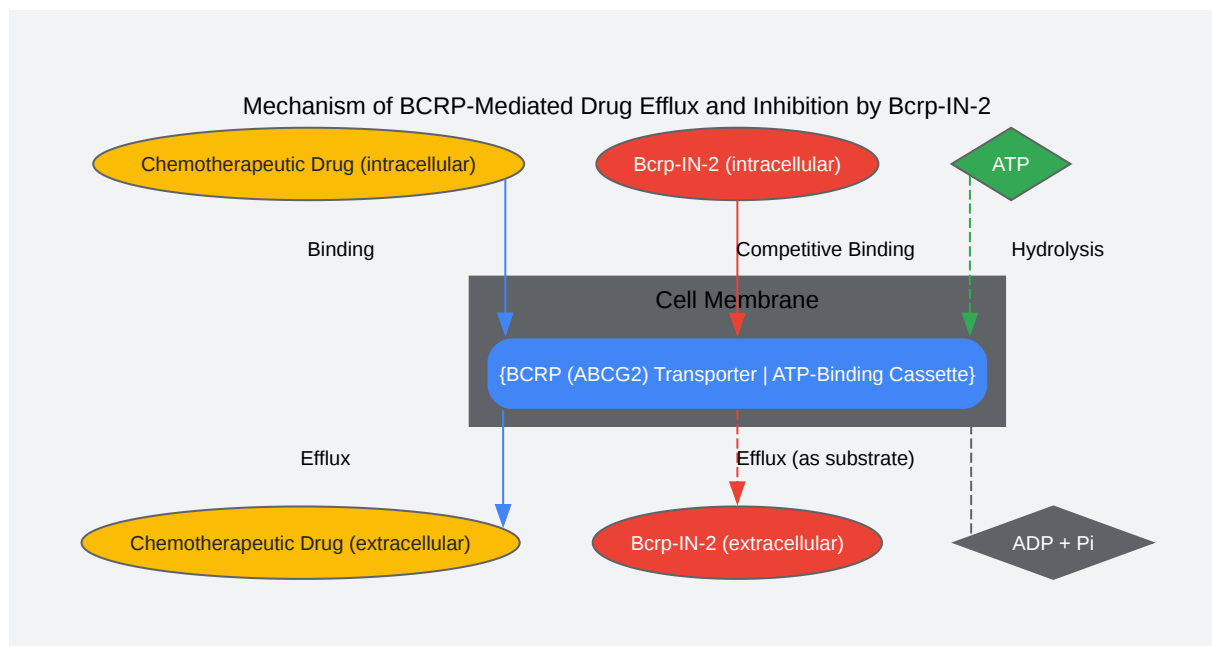 Mechanism of BCRP-Mediated Drug Efflux and Inhibition by Bcrp-IN-2
Chemotherapeutic Drug (intracellular)
Bcrp-IN-2 (intracellular)
ATP
Binding
Competitive Binding
Hydrolysis
Cell Membrane
{BCRP (ABCG2) Transporter | ATP-Binding Cassette}
Efflux
Efflux (as substrate)
Chemotherapeutic Drug (extracellular)
Bcrp-IN-2 (extracellular)
ADP + Pi